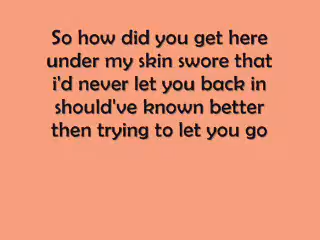 So how did you get here
under my skin swore that
i'd never let you back in
should've known better
then trying to let you go